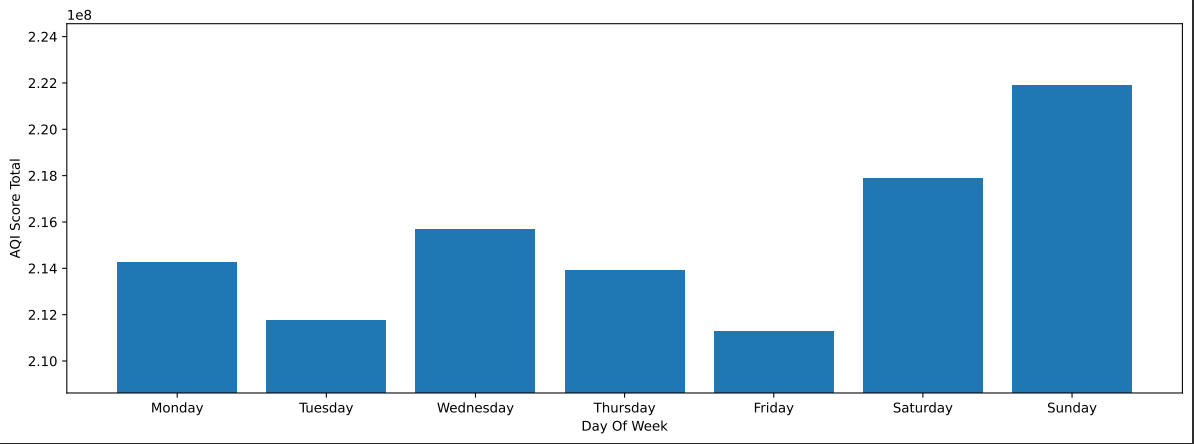 1e8
2.24
2.22
2.20
2.18
2.16
2.14
2.12
2.10
AQI Score Total
Monday Tuesday Wednesday Thursday Friday Saturday Sunday
Day Of Week